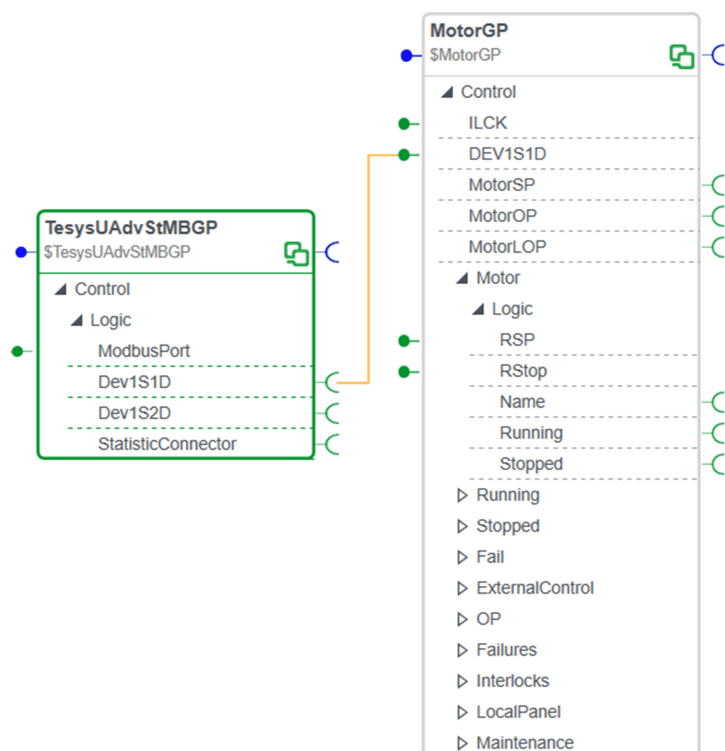 MotorGP
$MotorGP
Control
ILCK
DEV1S1D
MotorSP
MotorOP
MotorLOP
Motor
Logic
RSP
RStop
Name
Running
Stopped
Running
Stopped
Fail
ExternalControl
OP
Failures
Interlocks
LocalPanel
Maintenance
TesysUAdvStMBGP
$TesysUAdvStMBGP
Control
Logic
ModbusPort
Dev1S1D
Dev1S2D
StatisticConnector